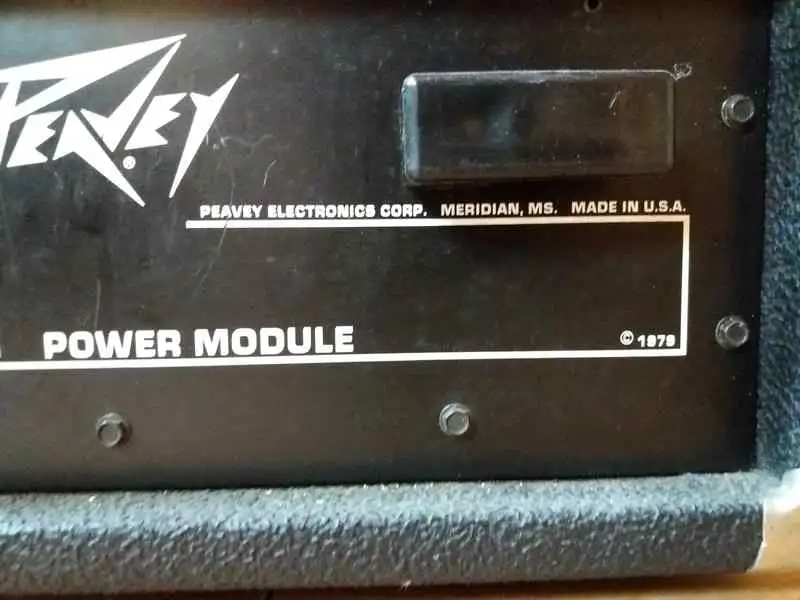 PEAVEY®
PEAVEY ELECTRONICS CORP. MERIDIAN, MS. MADE IN U.S.A.
POWER MODULE
© 1979